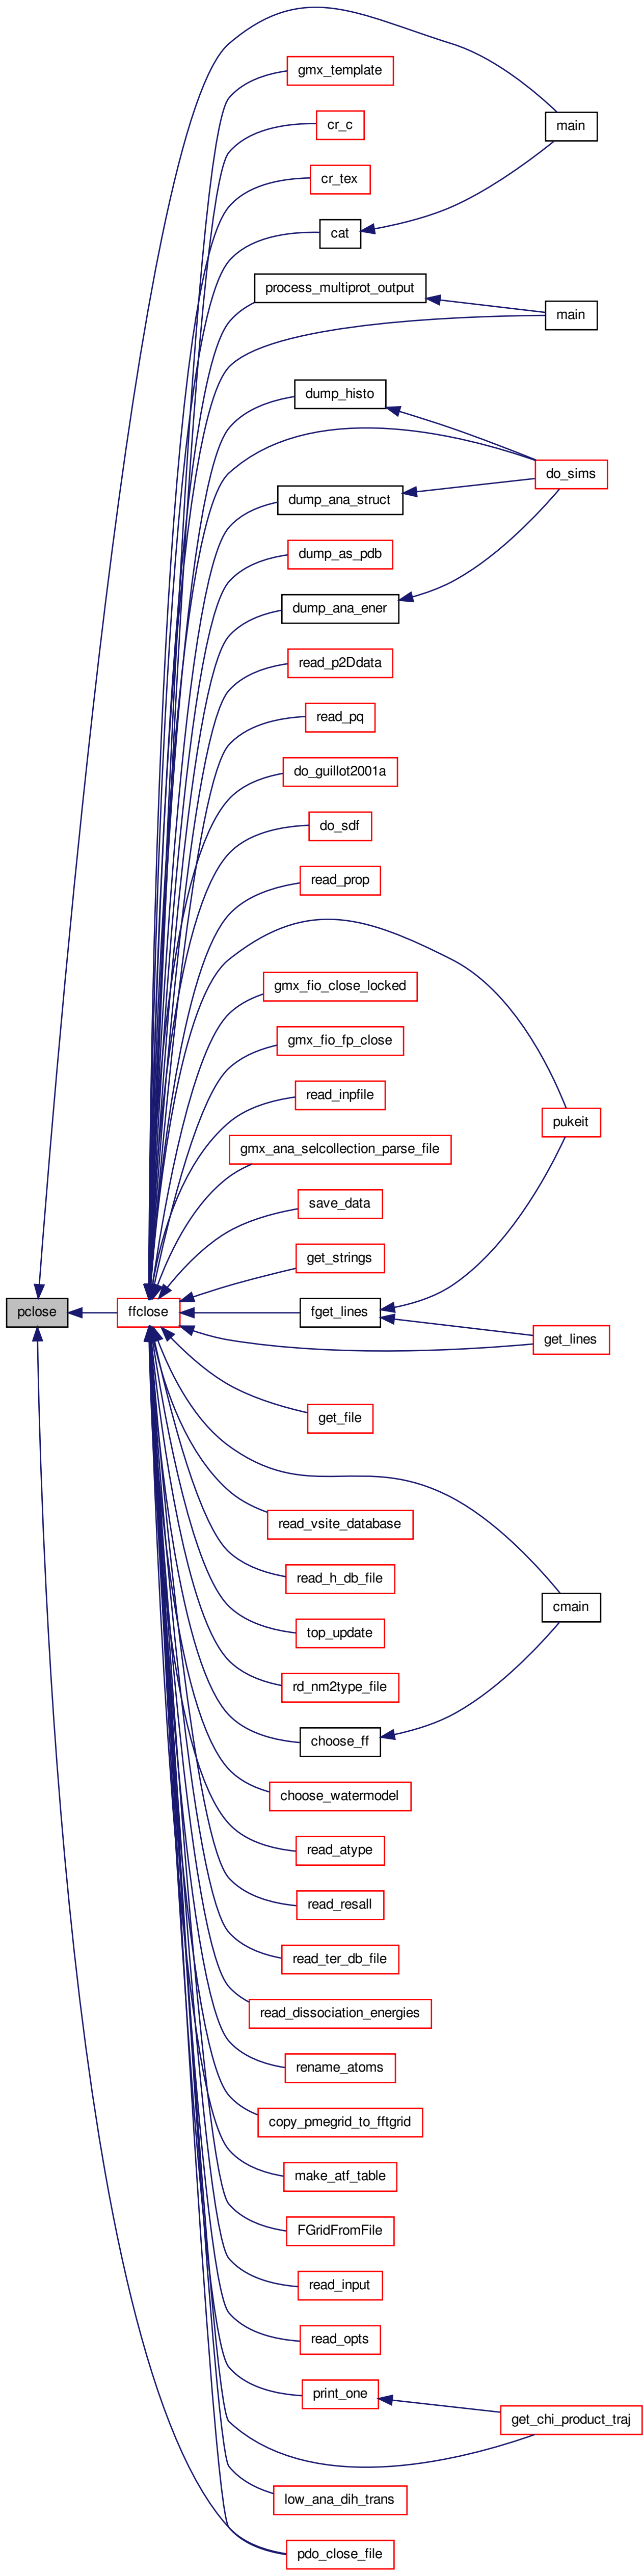 gmx_template
main
cr_c
cr_tex
cat
process_multiprot_output
main
dump_histo
do_sims
dump_ana_struct
dump_as_pdb
dump_ana_ener
read_p2Ddata
read_pq
do_guillot2001a
do_sdf
read_prop
gmx_fio_close_locked
gmx_fio_fp_close
read_inpfile
pukeit
gmx_ana_selcollection_parse_file
save_data
get_strings
pclose
ffclose
fget_lines
get_lines
get_file
read_vsite_database
read_h_db_file
cmain
top_update
rd_nm2type_file
choose_ff
choose_watermodel
read_atype
read_resall
read_ter_db_file
read_dissociation_energies
rename_atoms
copy_pmegrid_to_fftgrid
make_atf_table
FGridFromFile
read_input
read_opts
print_one
get_chi_product_traj
low_ana_dih_trans
pdo_close_file